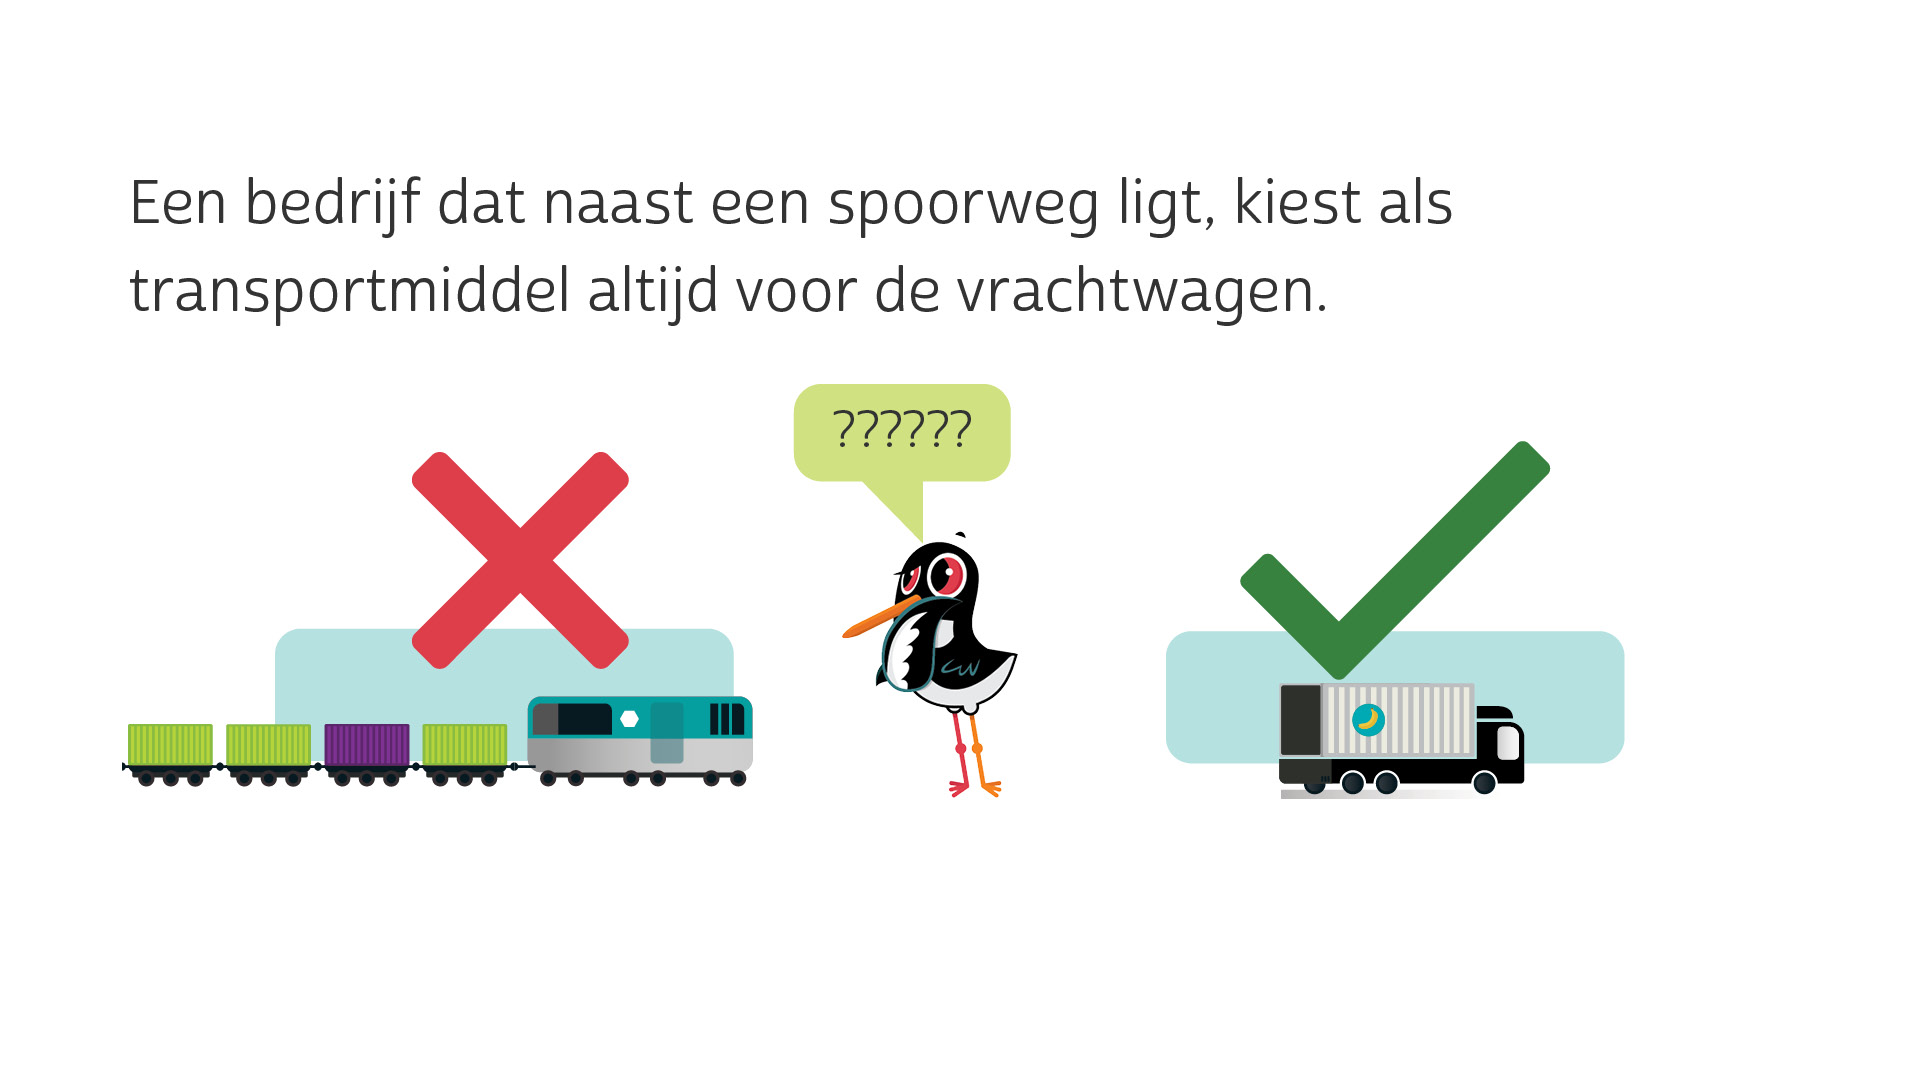 Een bedrijf dat naast een spoorweg ligt, kiest als
transportmiddel altijd voor de vrachtwagen.
??????